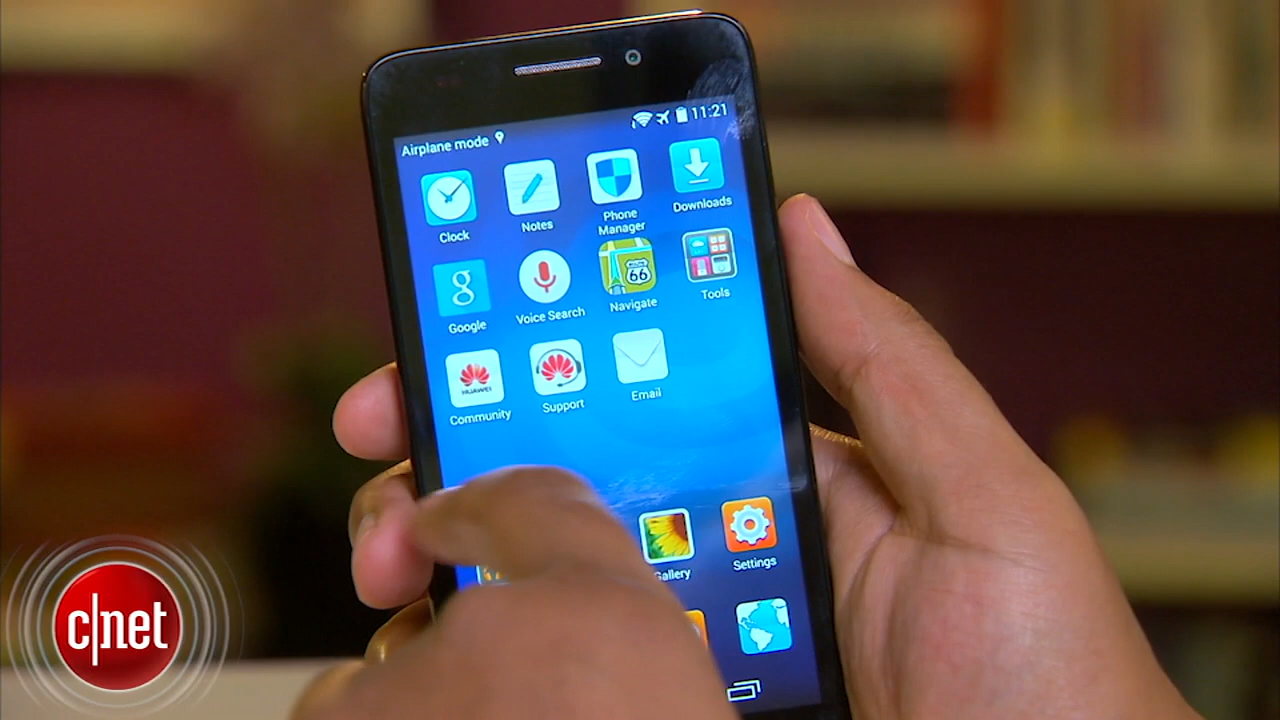 11:21
Airplane mode
Clock
Notes
Phone
Manager
Downloads
g
Google
Voice Search
66
Navigate
Tools
HUAWEI
Community
Support
Email
Gallery
Settings
c|net